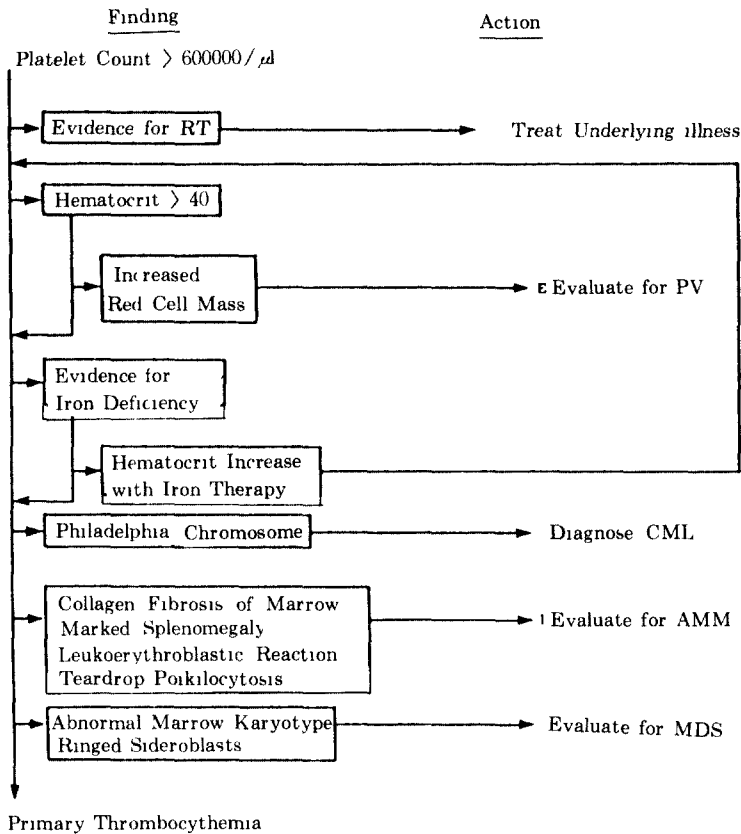 Finding
Action
Platelet Count > 600000/μl
Evidence for RT
Treat Underlying illness
Hematocrit > 40
Increased
Red Cell Mass
ε Evaluate for PV
Evidence for
Iron Deficiency
Hematocrit Increase
with Iron Therapy
Philadelphia Chromosome
Diagnose CML
Collagen Fibrosis of Marrow
Marked Splenomegaly
Leukoerythroblastic Reaction
Teardrop Poikilocytosis
ı Evaluate for AMM
Abnormal Marrow Karyotype
Ringed Sideroblasts
Evaluate for MDS
Primary Thrombocythemia